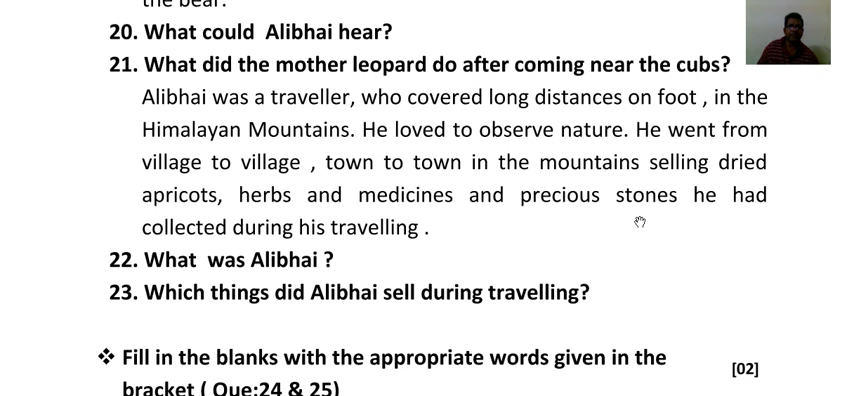 the bear.
20. What could  Alibhai hear?
21. What did the mother leopard do after coming near the cubs?
Alibhai was a traveller, who covered long distances on foot , in the
Himalayan Mountains. He loved to observe nature. He went from
village to village , town to town in the mountains selling dried
apricots, herbs and medicines and precious stones he had
collected during his travelling .
22. What  was Alibhai ?
23. Which things did Alibhai sell during travelling?
❖ Fill in the blanks with the appropriate words given in the
[02]
bracket ( Que:24 & 25)